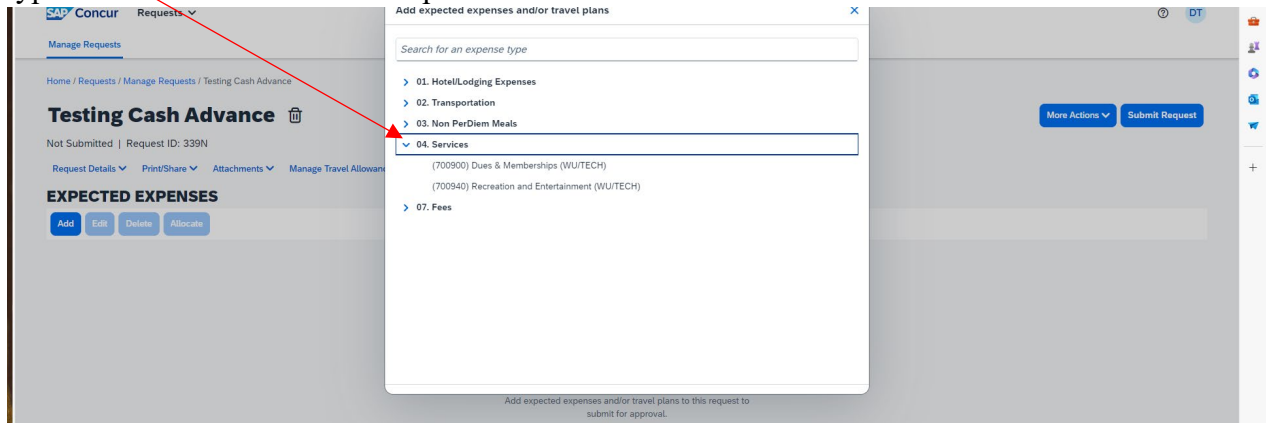 SAP Concur Requests
Add expected expenses and/or travel plans
DT
Manage Requests
Search for an expense type
Home / Requests / Manage Requests / Testing Cash Advance
01. Hotel/Lodging Expenses
02. Transportation
Testing Cash Advance
03. Non PerDiem Meals
More Actions
Submit Request
Not Submitted | Request ID: 339N
04. Services
Request Details Print/Share Attachments Manage Travel Allowan
(700900) Dues & Memberships (WU/TECH)
EXPECTED EXPENSES
(700940) Recreation and Entertainment (WU/TECH)
07. Fees
Add Edit Delete Allocate
Add expected expenses and/or travel plans to this request to
submit for approval.